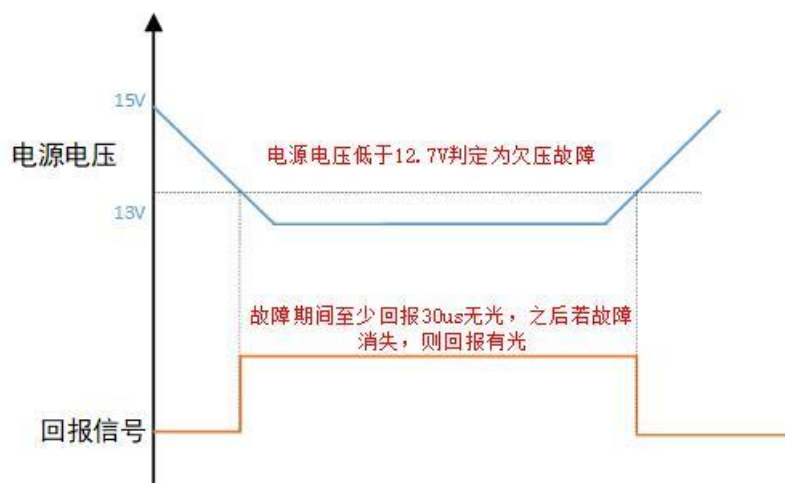 15V
电源电压
电源电压低于12.7V判定为欠压故障
13V
故障期间至少回报30us无光，之后若故障
消失，则回报有光
回报信号